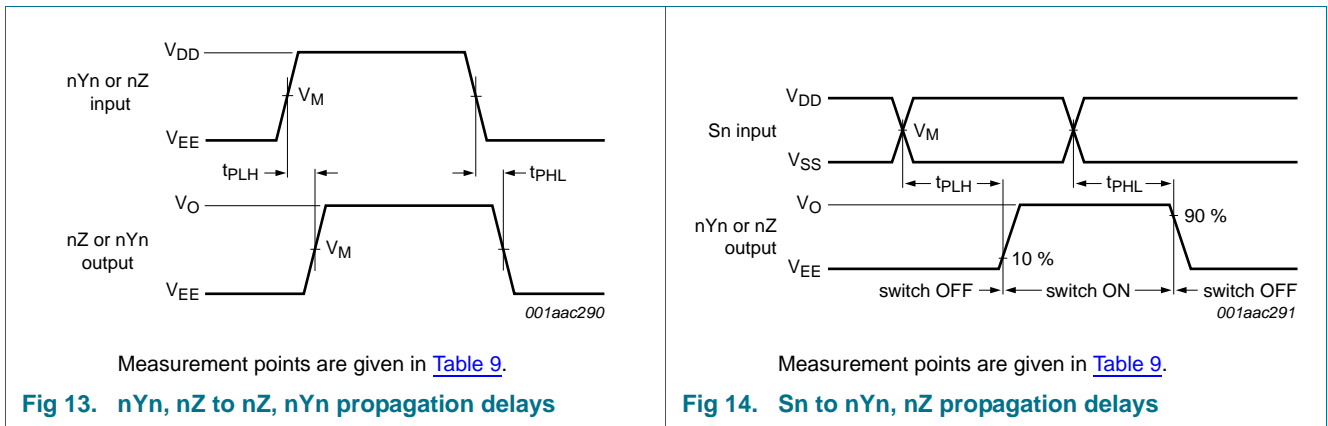 VDD
nYn or nZ
input
VM
VEE
tPLH
tPHL
VO
nZ or nYn
output
VM
VEE
001aac290
Measurement points are given in Table 9.
Fig 13. nYn, nZ to nZ, nYn propagation delays
VDD
Sn input
VM
VSS
tPLH
tPHL
VO
nYn or nZ
output
90 %
10 %
VEE
switch OFF
switch ON
switch OFF
001aac291
Measurement points are given in Table 9.
Fig 14. Sn to nYn, nZ propagation delays